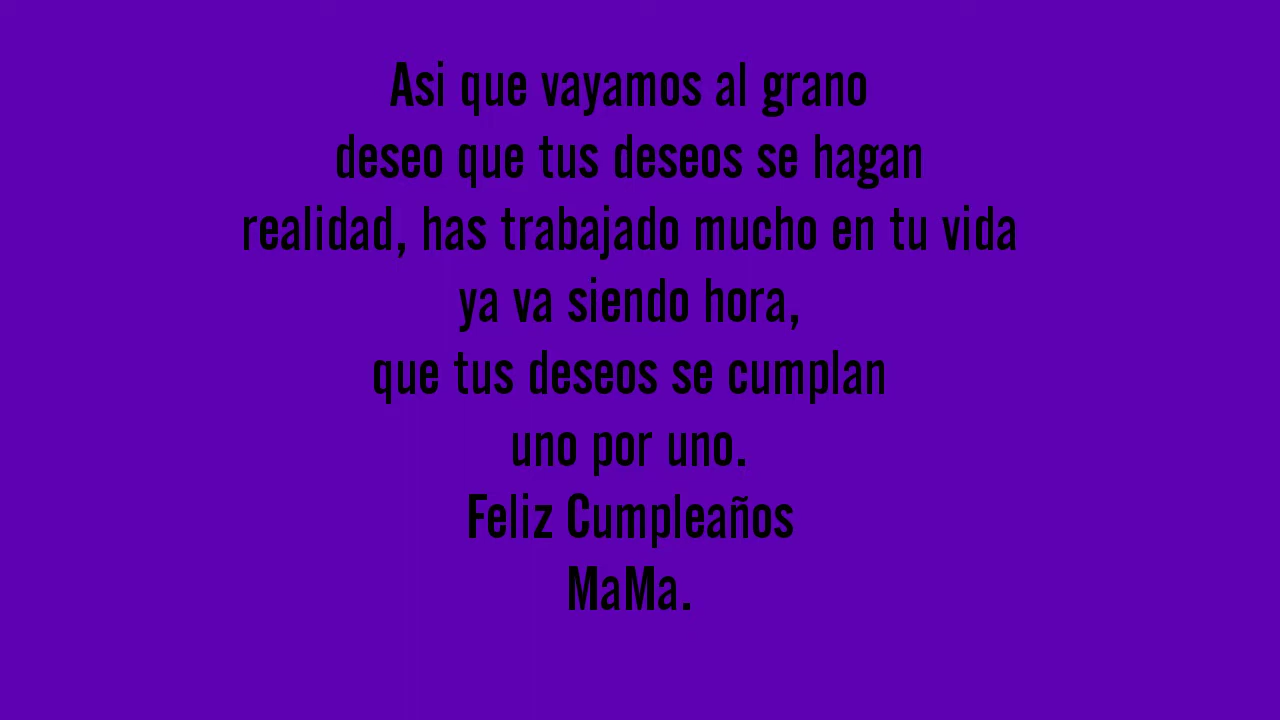 Asi que vayamos al grano
deseo que tus deseos se hagan
realidad, has trabajado mucho en tu vida
ya va siendo hora,
que tus deseos se cumplan
uno por uno.
Feliz Cumpleaños
MaMa.